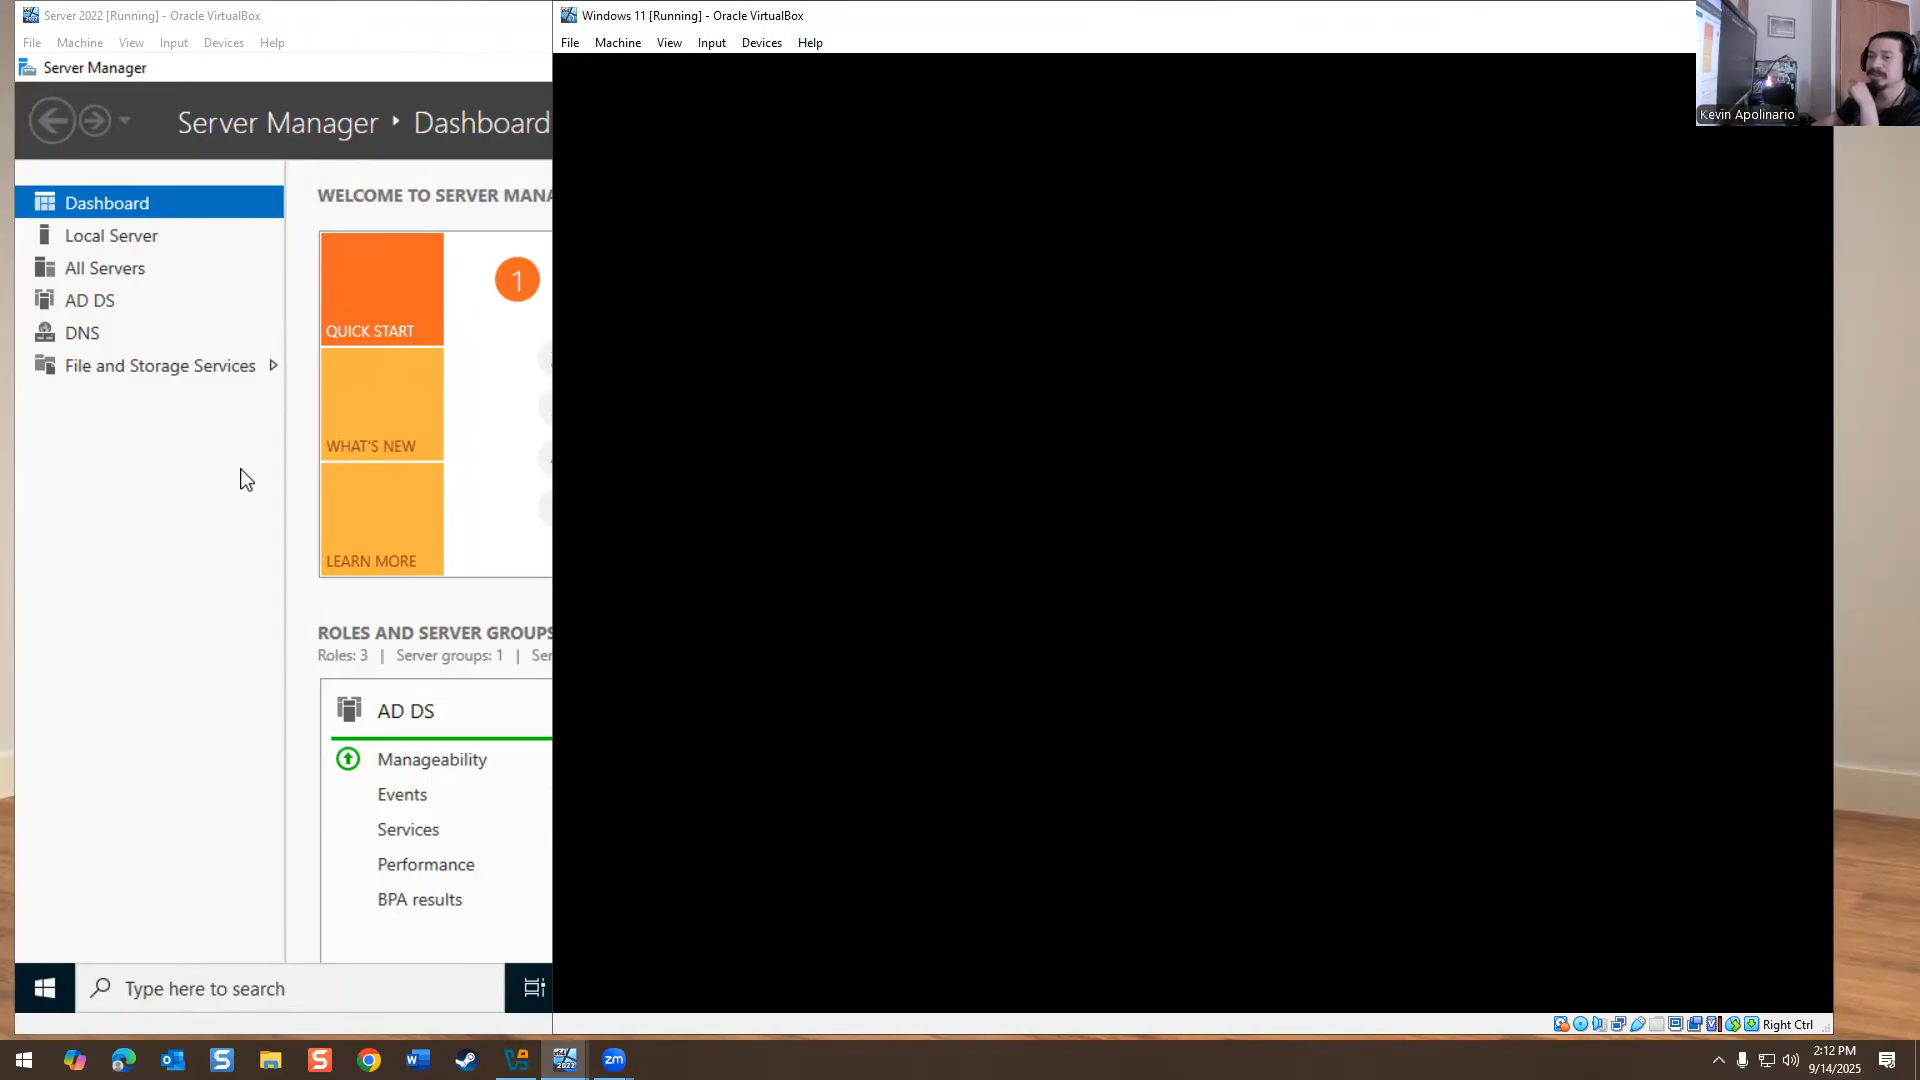 Server 2022 [Running] - Oracle VirtualBox
File Machine View Input Devices Help
Server Manager
Server Manager ‣ Dashboard
Dashboard
Local Server
All Servers
AD DS
DNS
File and Storage Services
WELCOME TO SERVER MANA
1
QUICK START
WHAT'S NEW
LEARN MORE
ROLES AND SERVER GROUPS
Roles: 3 | Server groups: 1 | Ser
AD DS
Manageability
Events
Services
Performance
BPA results
Type here to search
Windows 11 [Running] - Oracle VirtualBox
File Machine View Input Devices Help
Kevin Apolinario
Right Ctrl
zm
2:12 PM
9/14/2025